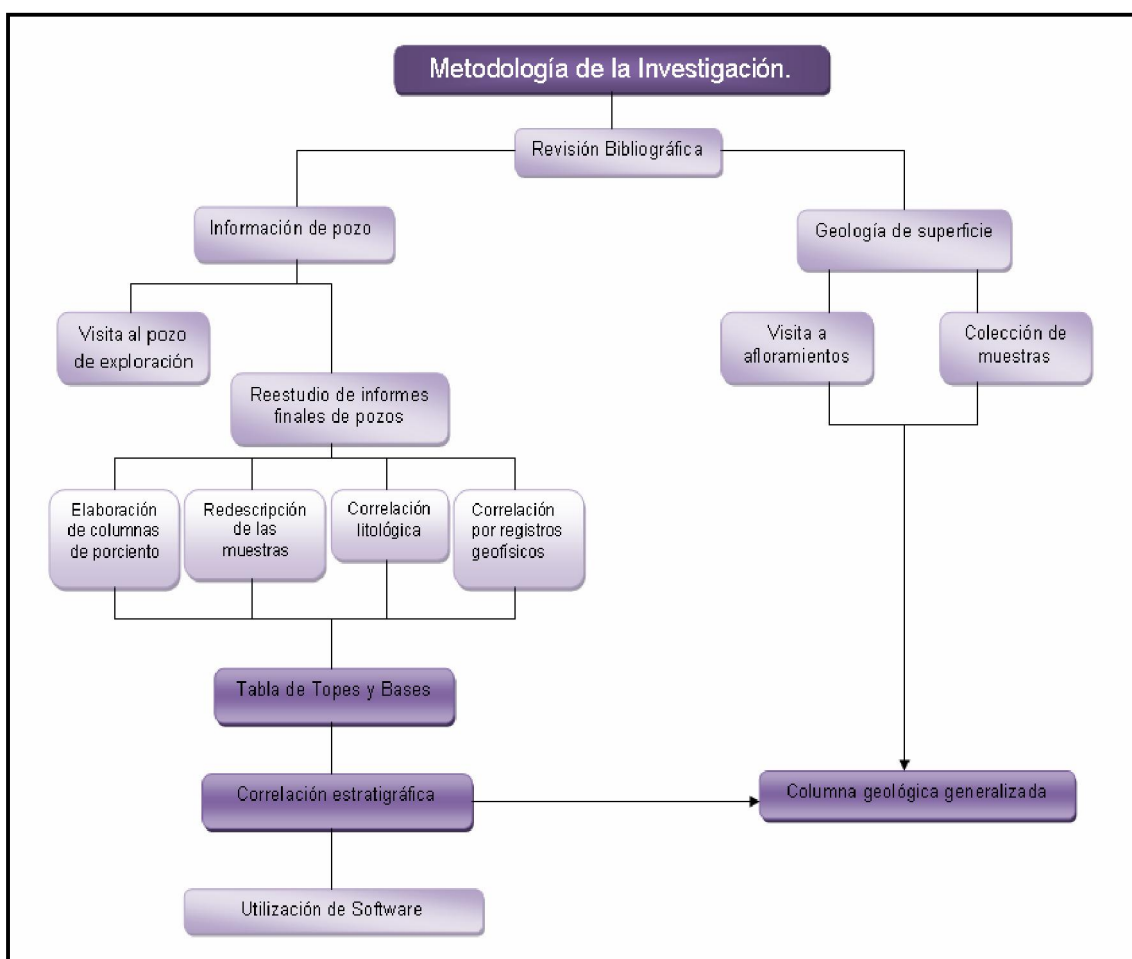 Metodología de la Investigación.
Revisión Bibliográfica
Información de pozo
Geología de superficie
Visita al pozo
de exploración
Visita a
afloramientos
Colección de
muestras
Reestudio de informes
finales de pozos
Elaboración
de columnas
de porciento
Redescripción
de las
muestras
Correlación
litológica
Correlación
por registros
geofísicos
Tabla de Topes y Bases
Correlación estratigráfica
Columna geológica generalizada
Utilización de Software